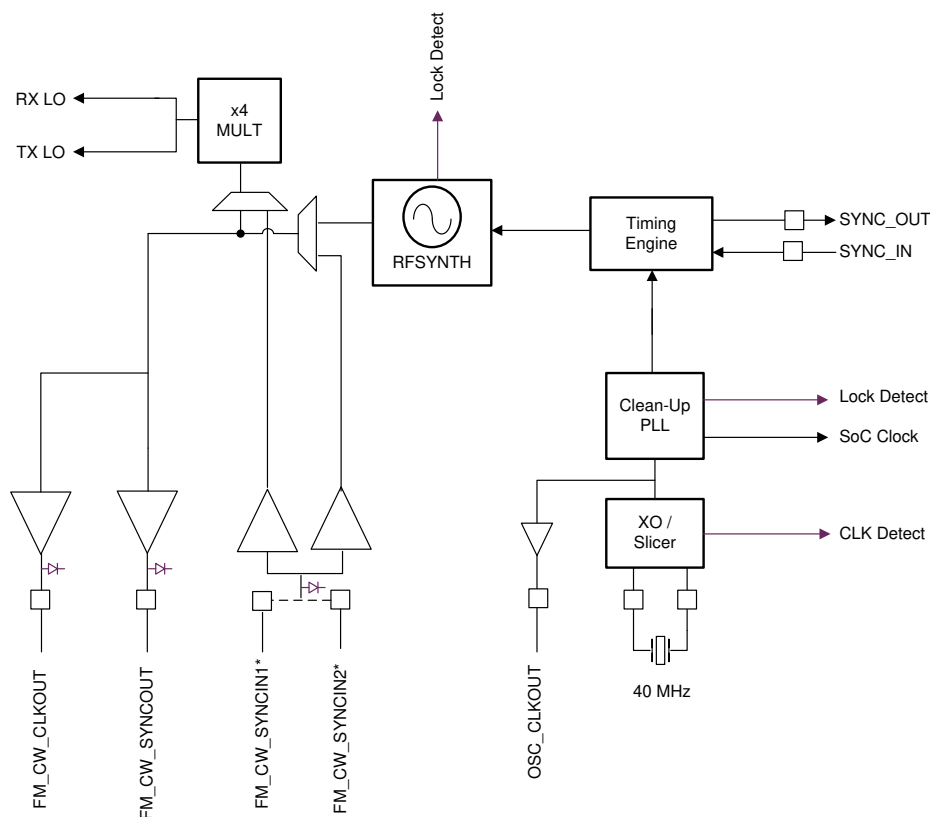 Lock Detect
RX LO
TX LO
x4
MULT
RFSYNTH
Timing
Engine
SYNC_OUT
SYNC_IN
Clean-Up
PLL
Lock Detect
SoC Clock
XO /
Slicer
CLK Detect
40 MHz
FM_CW_CLKOUT
FM_CW_SYNCOUT
FM_CW_SYNCIN1*
FM_CW_SYNCIN2*
OSC_CLKOUT